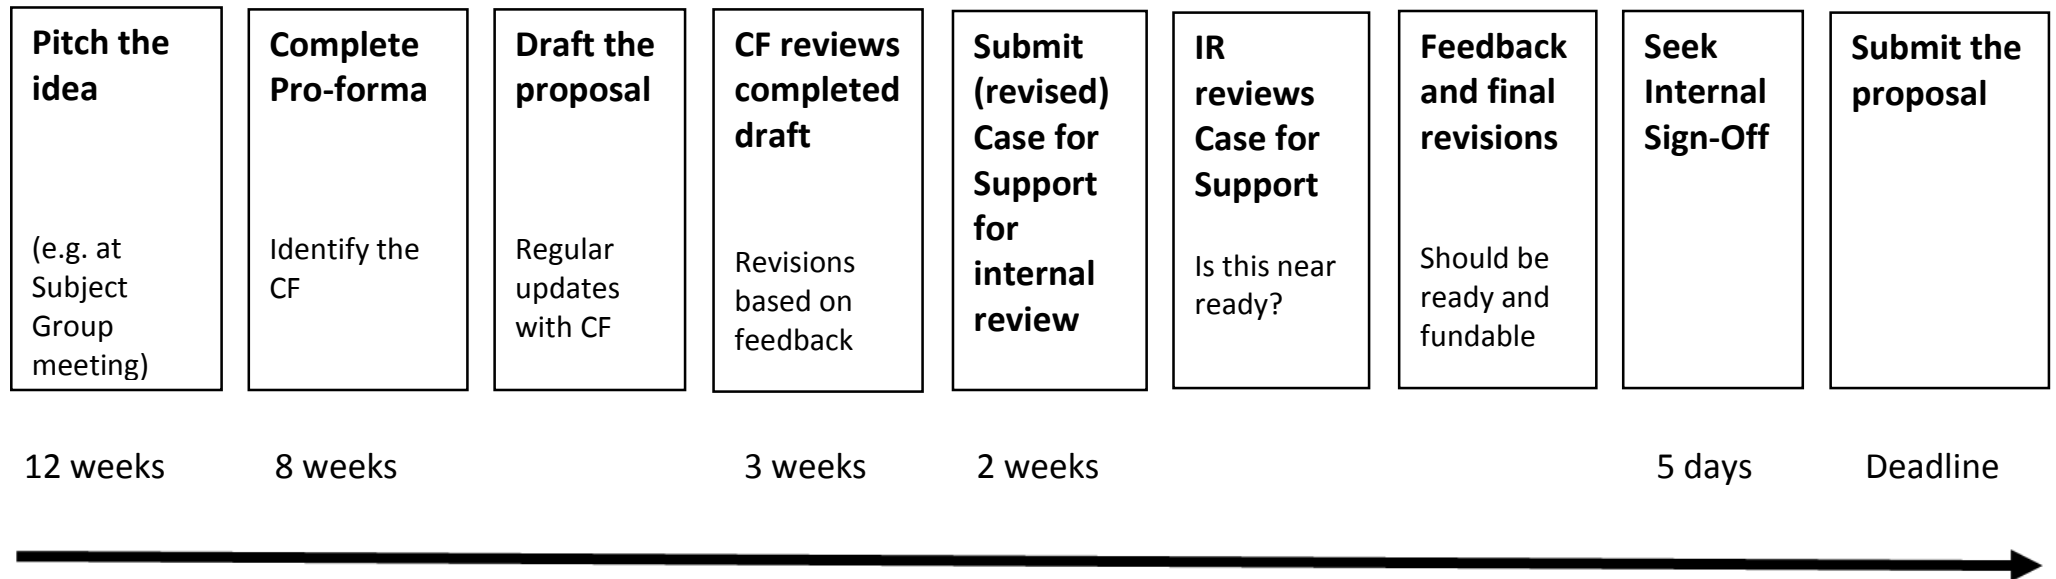 Pitch the
idea
(e.g. at
Subject
Group
meeting)
Complete
Pro-forma
Identify the
CF
Draft the
proposal
Regular
updates
with CF
CF reviews
completed
draft
Revisions
based on
feedback
Submit
(revised)
Case for
Support
for
internal
review
IR
reviews
Case for
Support
Is this near
ready?
Feedback
and final
revisions
Should be
ready and
fundable
Seek
Internal
Sign-Off
Submit the
proposal
12 weeks
8 weeks
3 weeks
2 weeks
5 days
Deadline